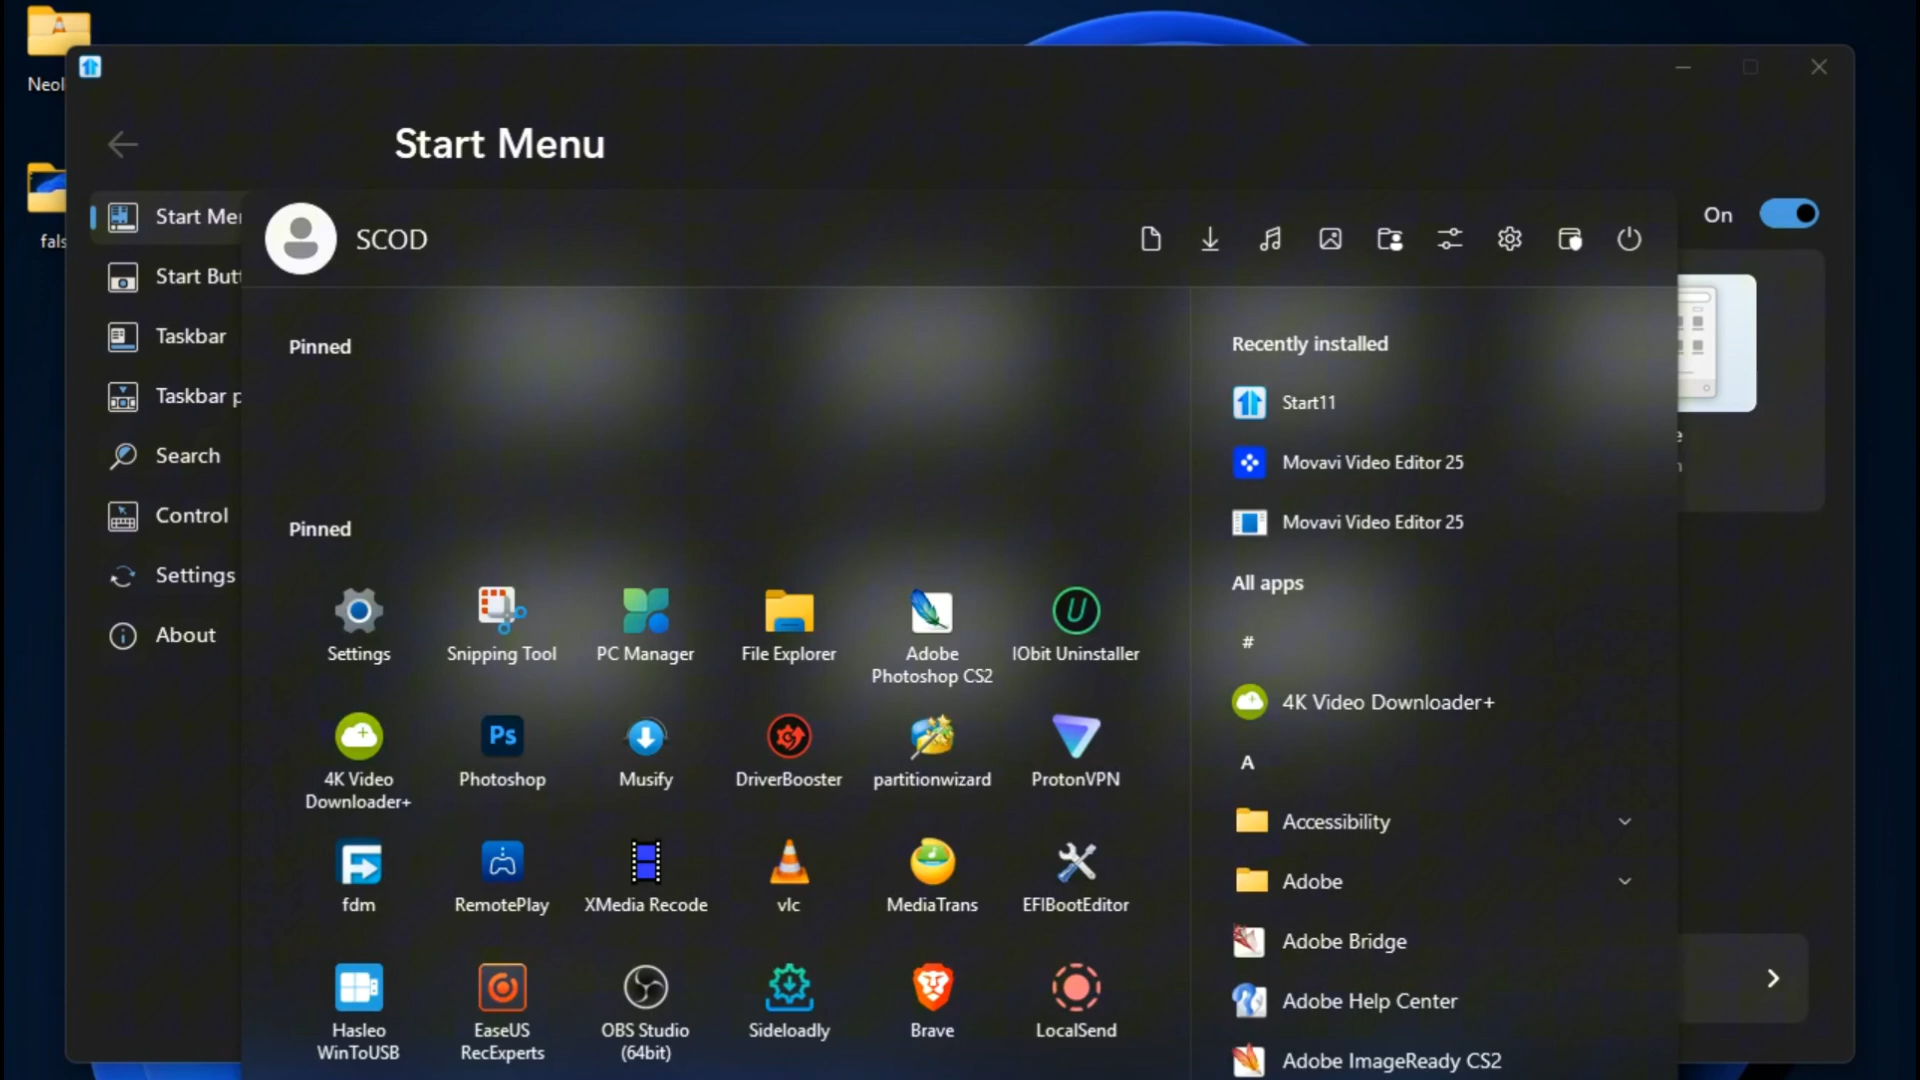 Start Menu
Start Me
Start But
Taskbar
Taskbar p
Search
Control
Settings
About
SCOD
On
Pinned
Pinned
Settings
Snipping Tool
PC Manager
File Explorer
Adobe
Photoshop CS2
IObit Uninstaller
4K Video
Downloader+
Ps
Photoshop
Musify
DriverBooster
partitionwizard
ProtonVPN
fdm
RemotePlay
XMedia Recode
vlc
MediaTrans
EFIBootEditor
Hasleo
WinToUSB
EaseUS
RecExperts
OBS Studio
(64bit)
Sideloadly
Brave
LocalSend
Recently installed
Start11
Movavi Video Editor 25
Movavi Video Editor 25
All apps
#
4K Video Downloader+
A
Accessibility
Adobe
Adobe Bridge
Adobe Help Center
Adobe ImageReady CS2